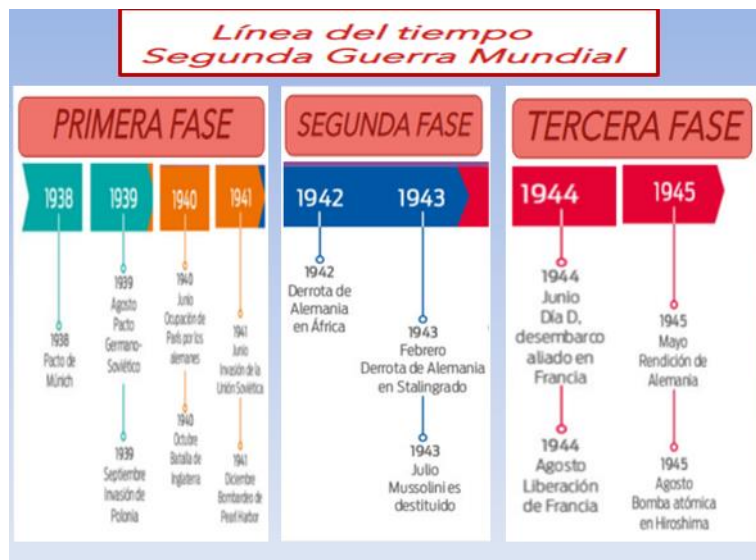 Línea del tiempo
Segunda Guerra Mundial
PRIMERA FASE
1938
1939
1940
1941
1938
Pacto de
Múnich
1939
Agosto
Pacto
Germano-
Soviético
1939
Septiembre
Invasión de
Polonia
1940
Junio
Ocupación de
París por los
alemanes
1940
Octubre
Batalla de
Inglaterra
1941
Junio
Invasión de la
Unión Soviética
1941
Diciembre
Bombardeo de
Pearl Harbor
SEGUNDA FASE
1942
1943
1942
Derrota de
Alemania
en África
1943
Febrero
Derrota de Alemania
en Stalingrado
1943
Julio
Mussolini es
destituido
TERCERA FASE
1944
1945
1944
Junio
Día D,
desembarco
aliado en
Francia
1944
Agosto
Liberación
de Francia
1945
Mayo
Rendición de
Alemania
1945
Agosto
Bomba atómica
en Hiroshima